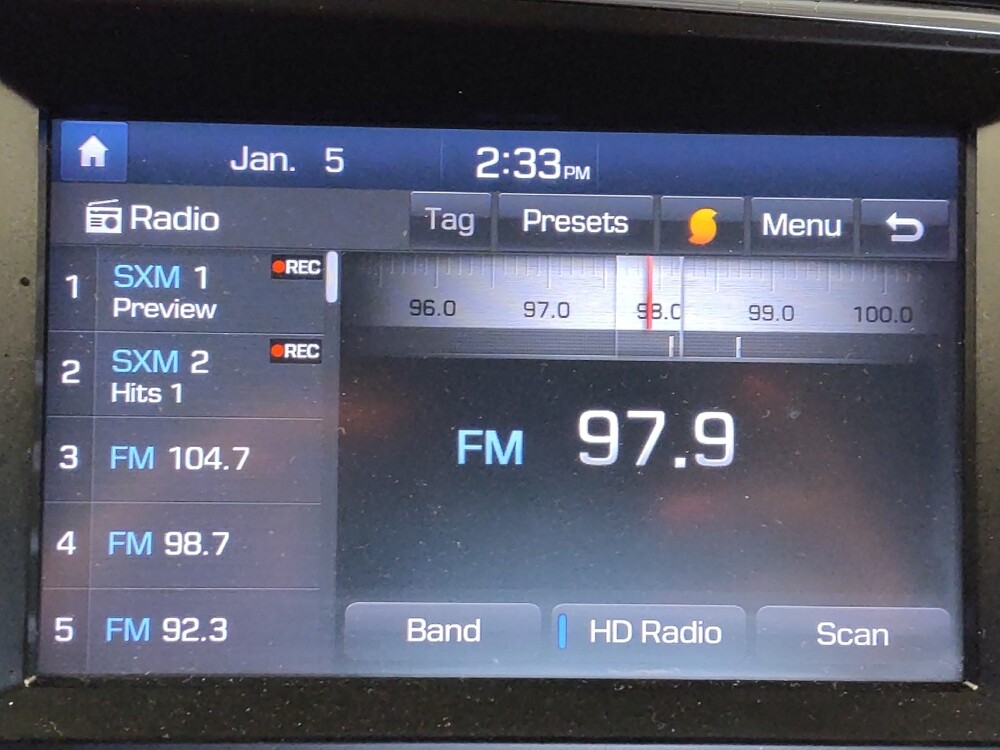 Jan. 5 2:33 PM
Radio Tag Presets Menu
1 SXM 1 REC
Preview
2 SXM 2 REC
Hits 1
3 FM 104.7
4 FM 98.7
5 FM 92.3
96.0 97.0 98.0 99.0 100.0
FM 97.9
Band HD Radio Scan